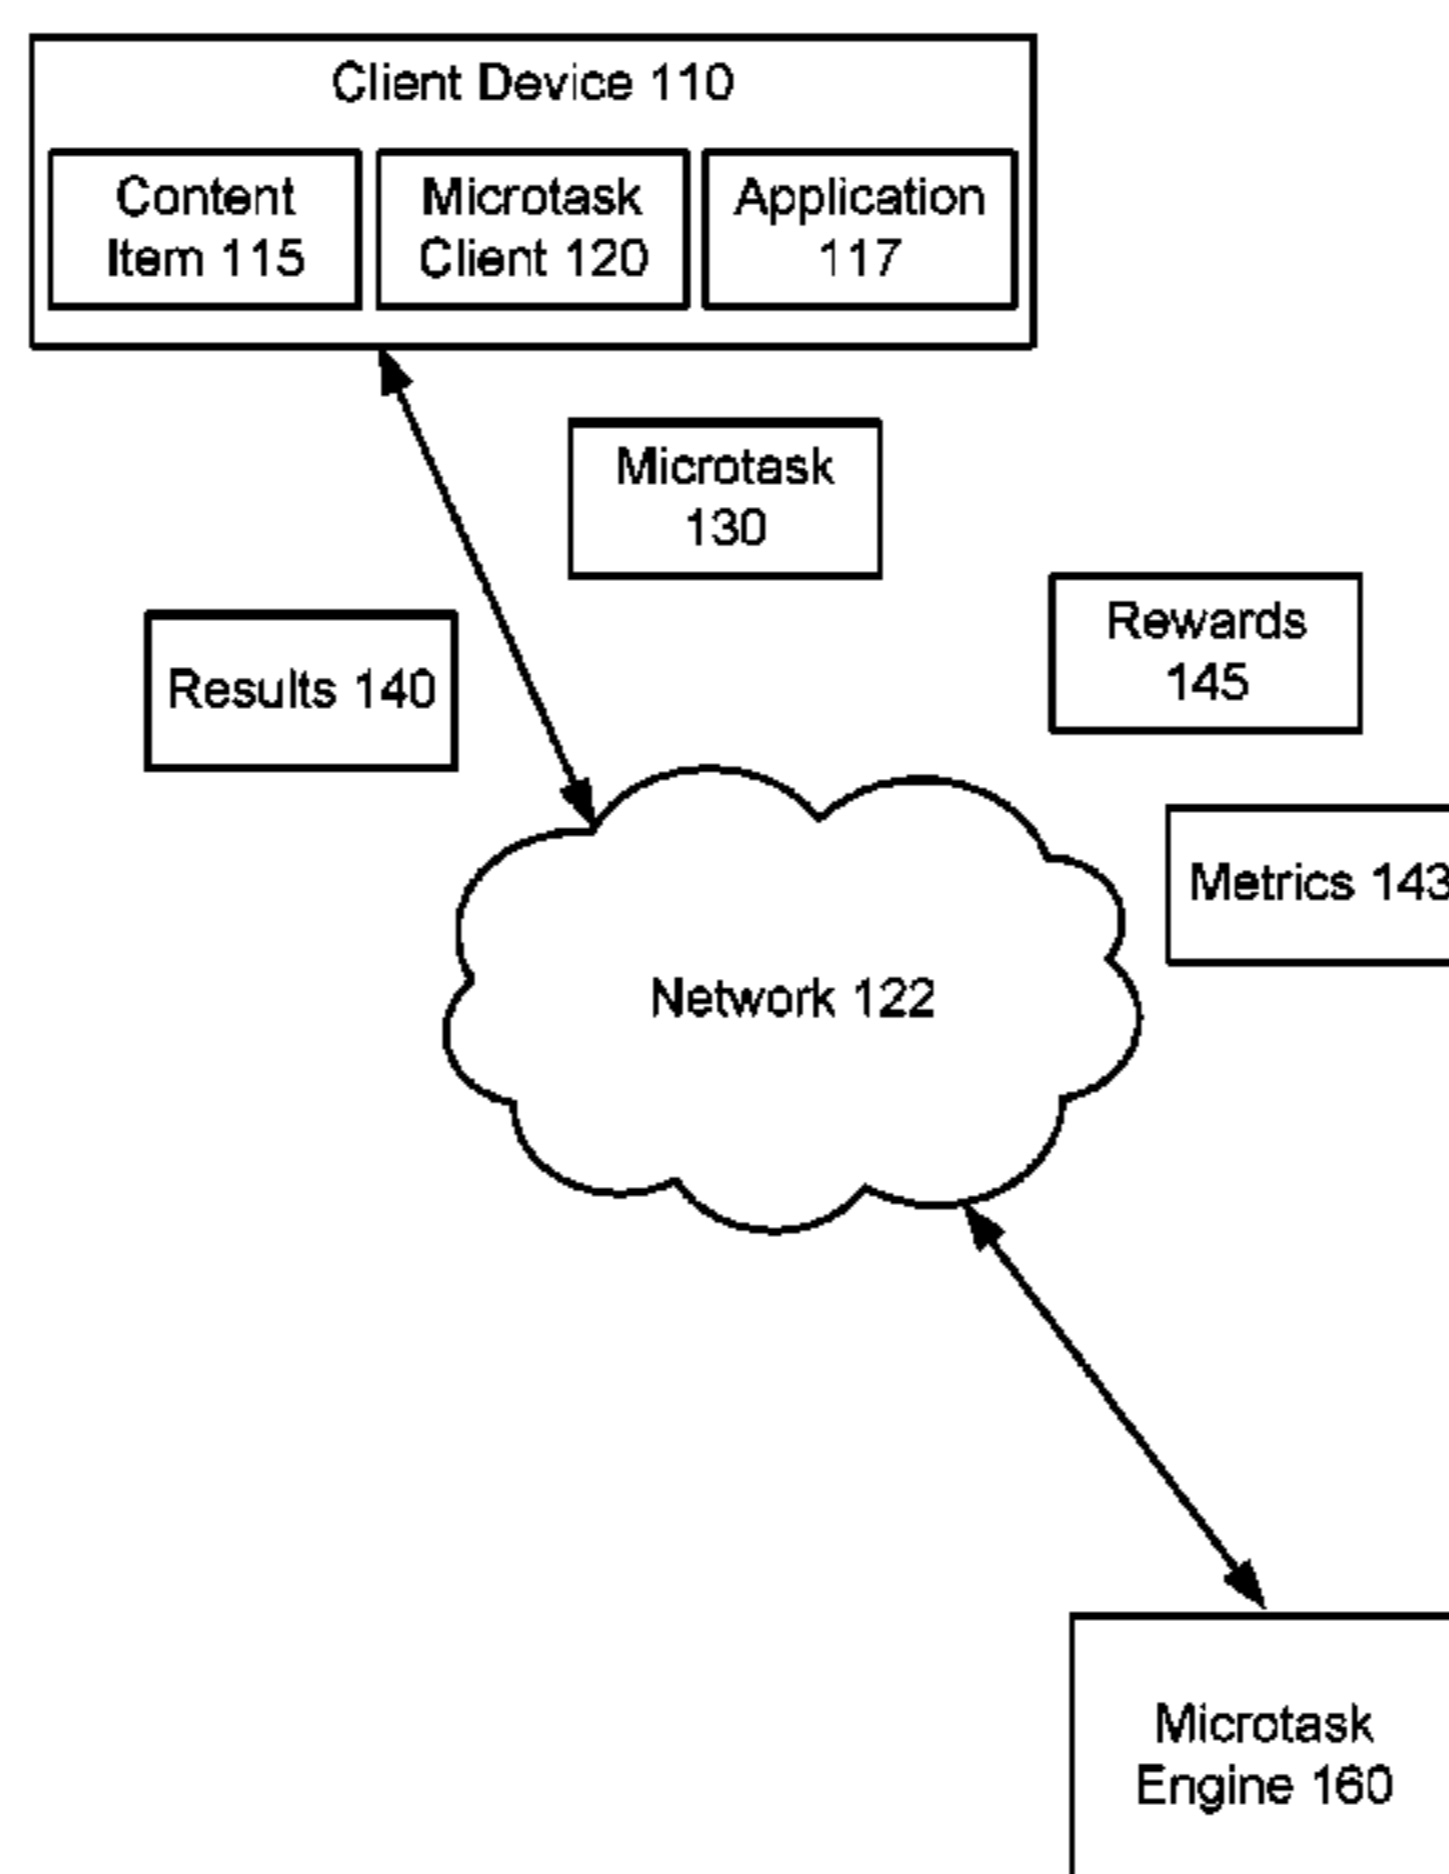 Client Device 110
Content
Item 115
Microtask
Client 120
Application
117
Microtask
130
Rewards
145
Results 140
Metrics 143
Network 122
Microtask
Engine 160